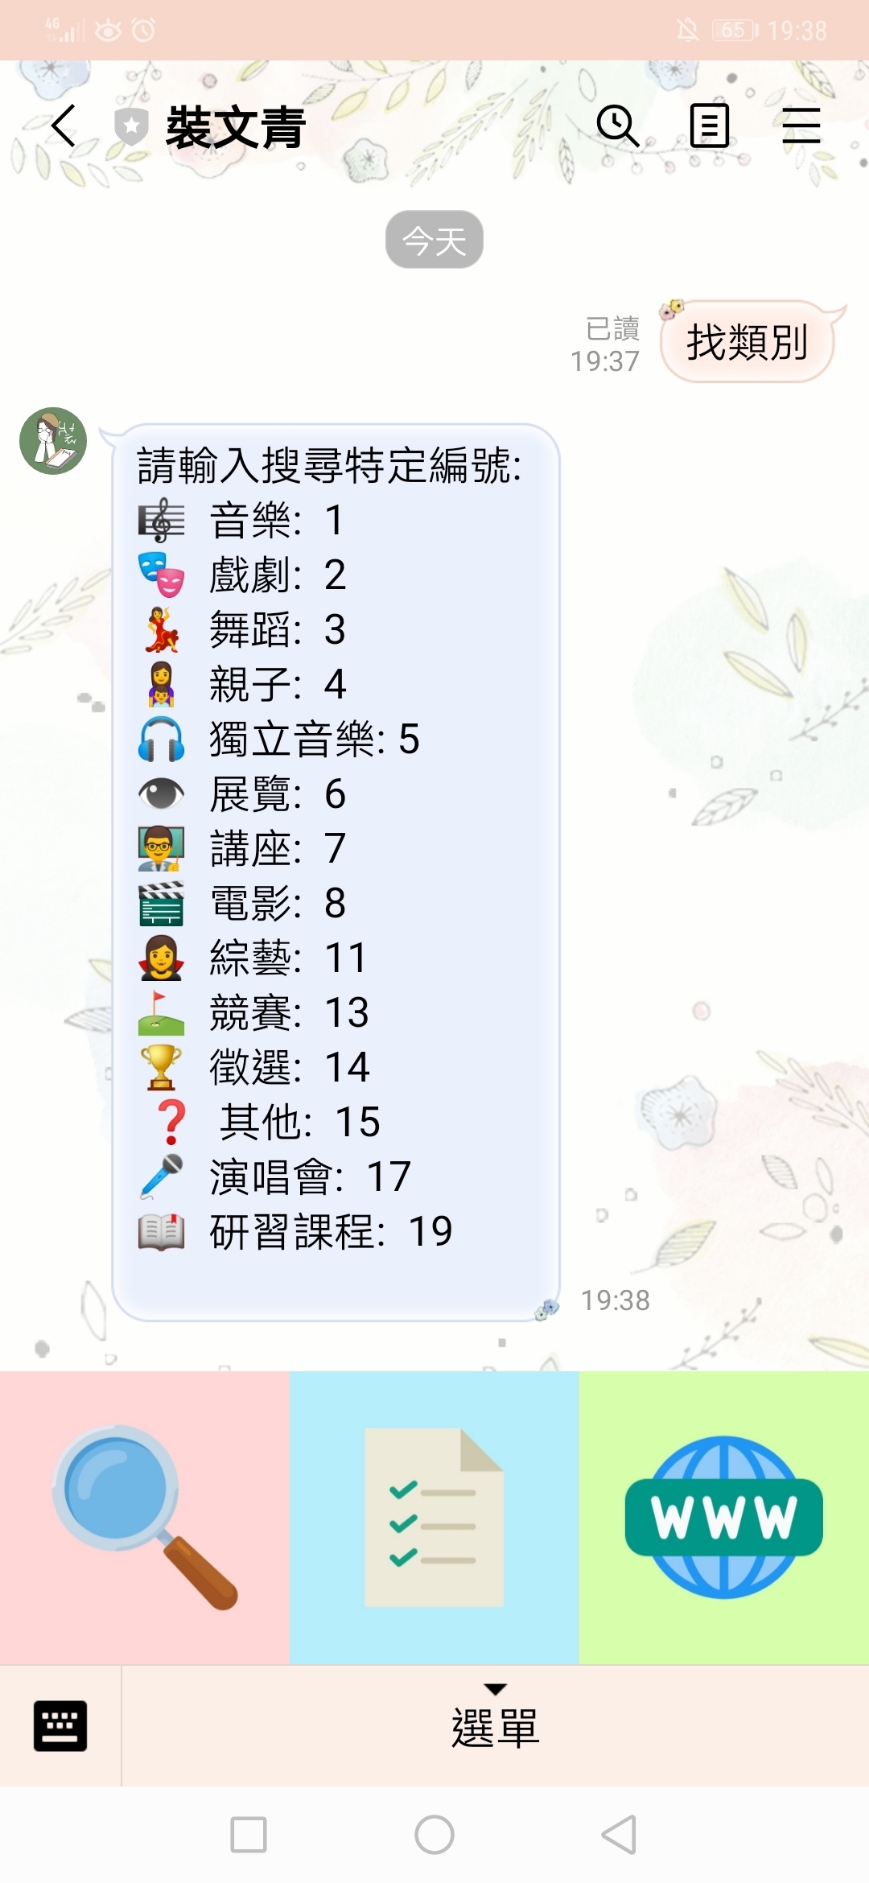 4G 65 19:38
裝文青
今天
找類別
已讀
19:37
請輸入搜尋特定編號:
🎼 音樂: 1
🎭 戲劇: 2
💃 舞蹈: 3
👩‍👦 親子: 4
🎧 獨立音樂: 5
👁 展覽: 6
👨‍🏫 講座: 7
🎬 電影: 8
🧛‍♀️ 綜藝: 11
⛳ 競賽: 13
🏆 徵選: 14
❓ 其他: 15
🎤 演唱會: 17
📖 研習課程: 19
19:38
WWW
選單